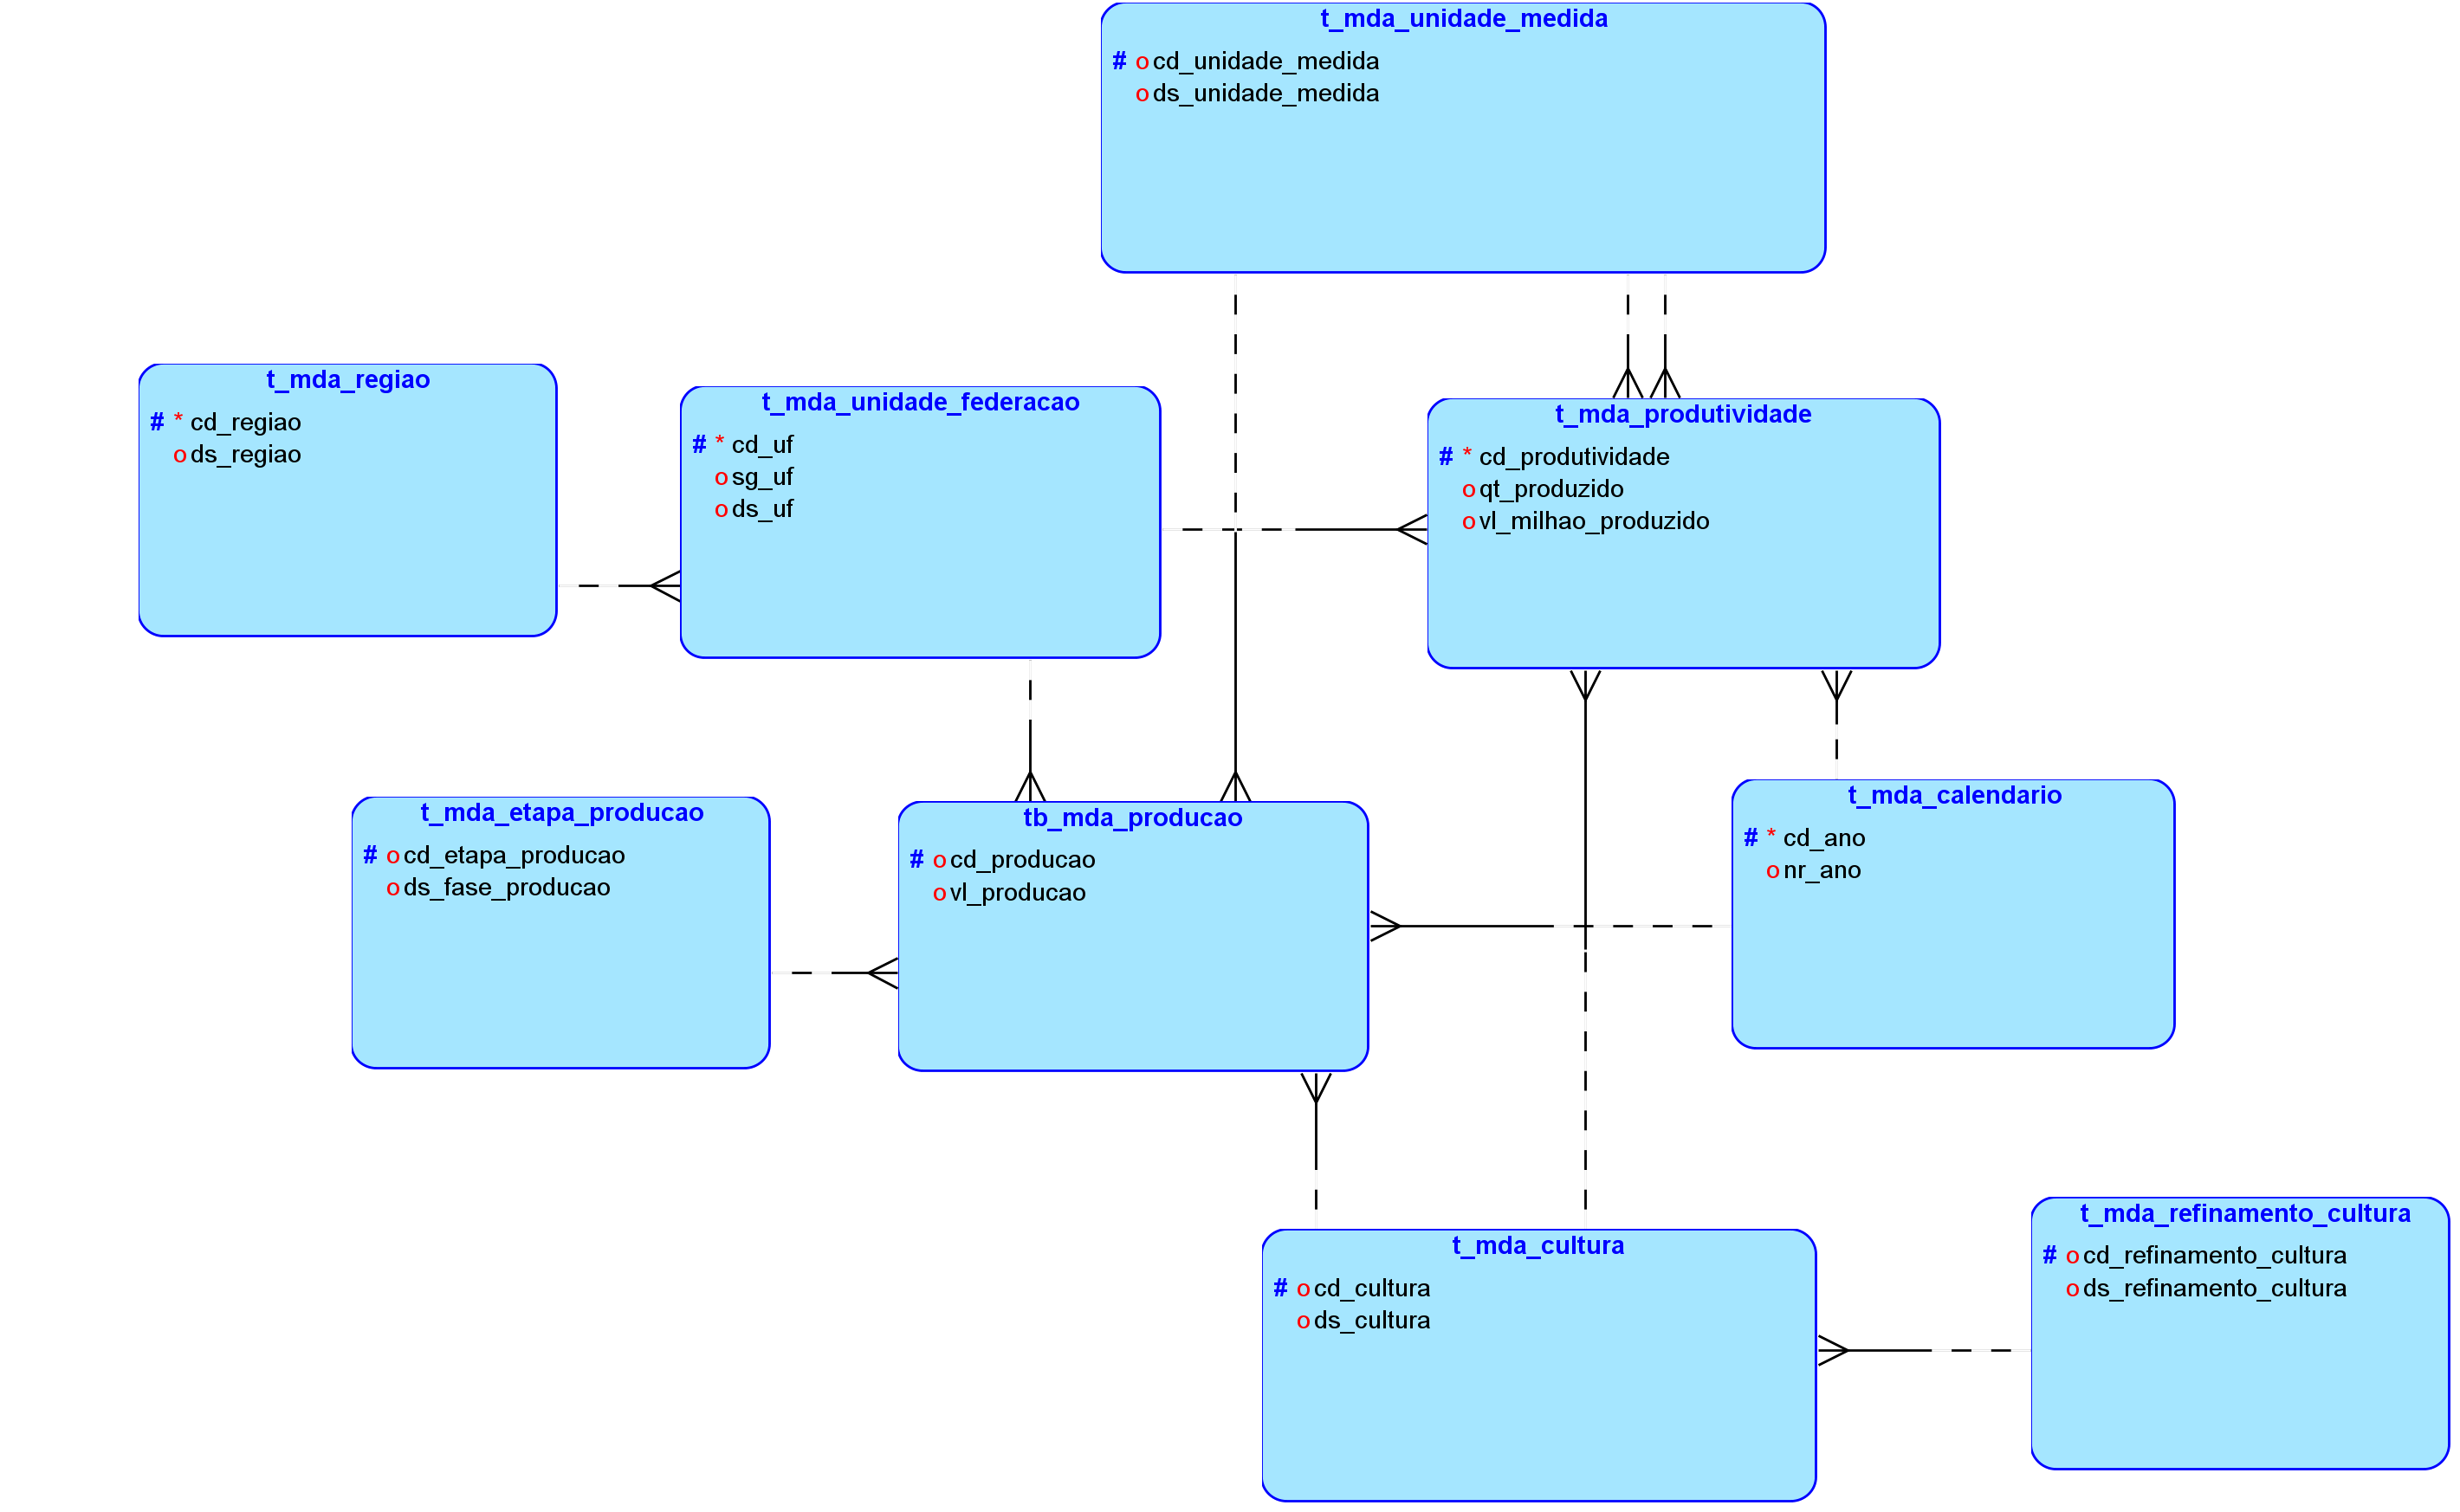 t_mda_unidade_medida
# o cd_unidade_medida
o ds_unidade_medida
t_mda_regiao
# * cd_regiao
o ds_regiao
t_mda_unidade_federacao
# * cd_uf
o sg_uf
o ds_uf
t_mda_produtividade
# * cd_produtividade
o qt_produzido
o vl_milhao_produzido
t_mda_etapa_producao
# o cd_etapa_producao
o ds_fase_producao
tb_mda_producao
# o cd_producao
o vl_producao
t_mda_calendario
# * cd_ano
o nr_ano
t_mda_cultura
# o cd_cultura
o ds_cultura
t_mda_refinamento_cultura
# o cd_refinamento_cultura
o ds_refinamento_cultura